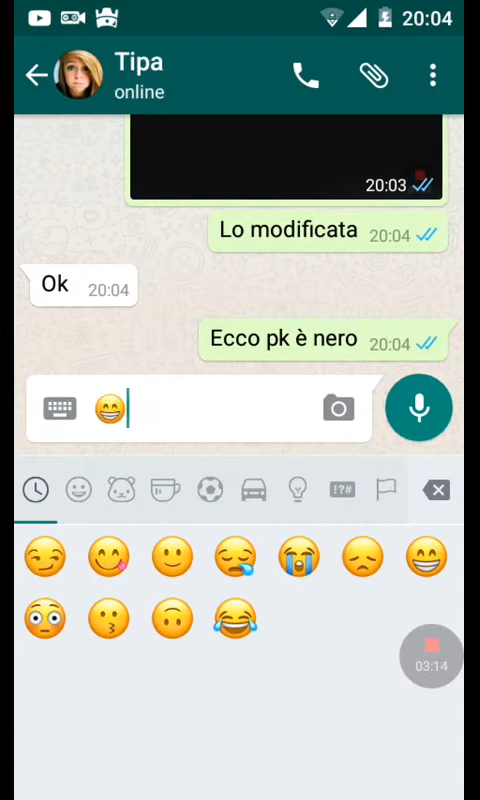 20:04
Tipa
online
20:03
Lo modificata 20:04
Ok 20:04
Ecco pk è nero 20:04
!?#
03:14